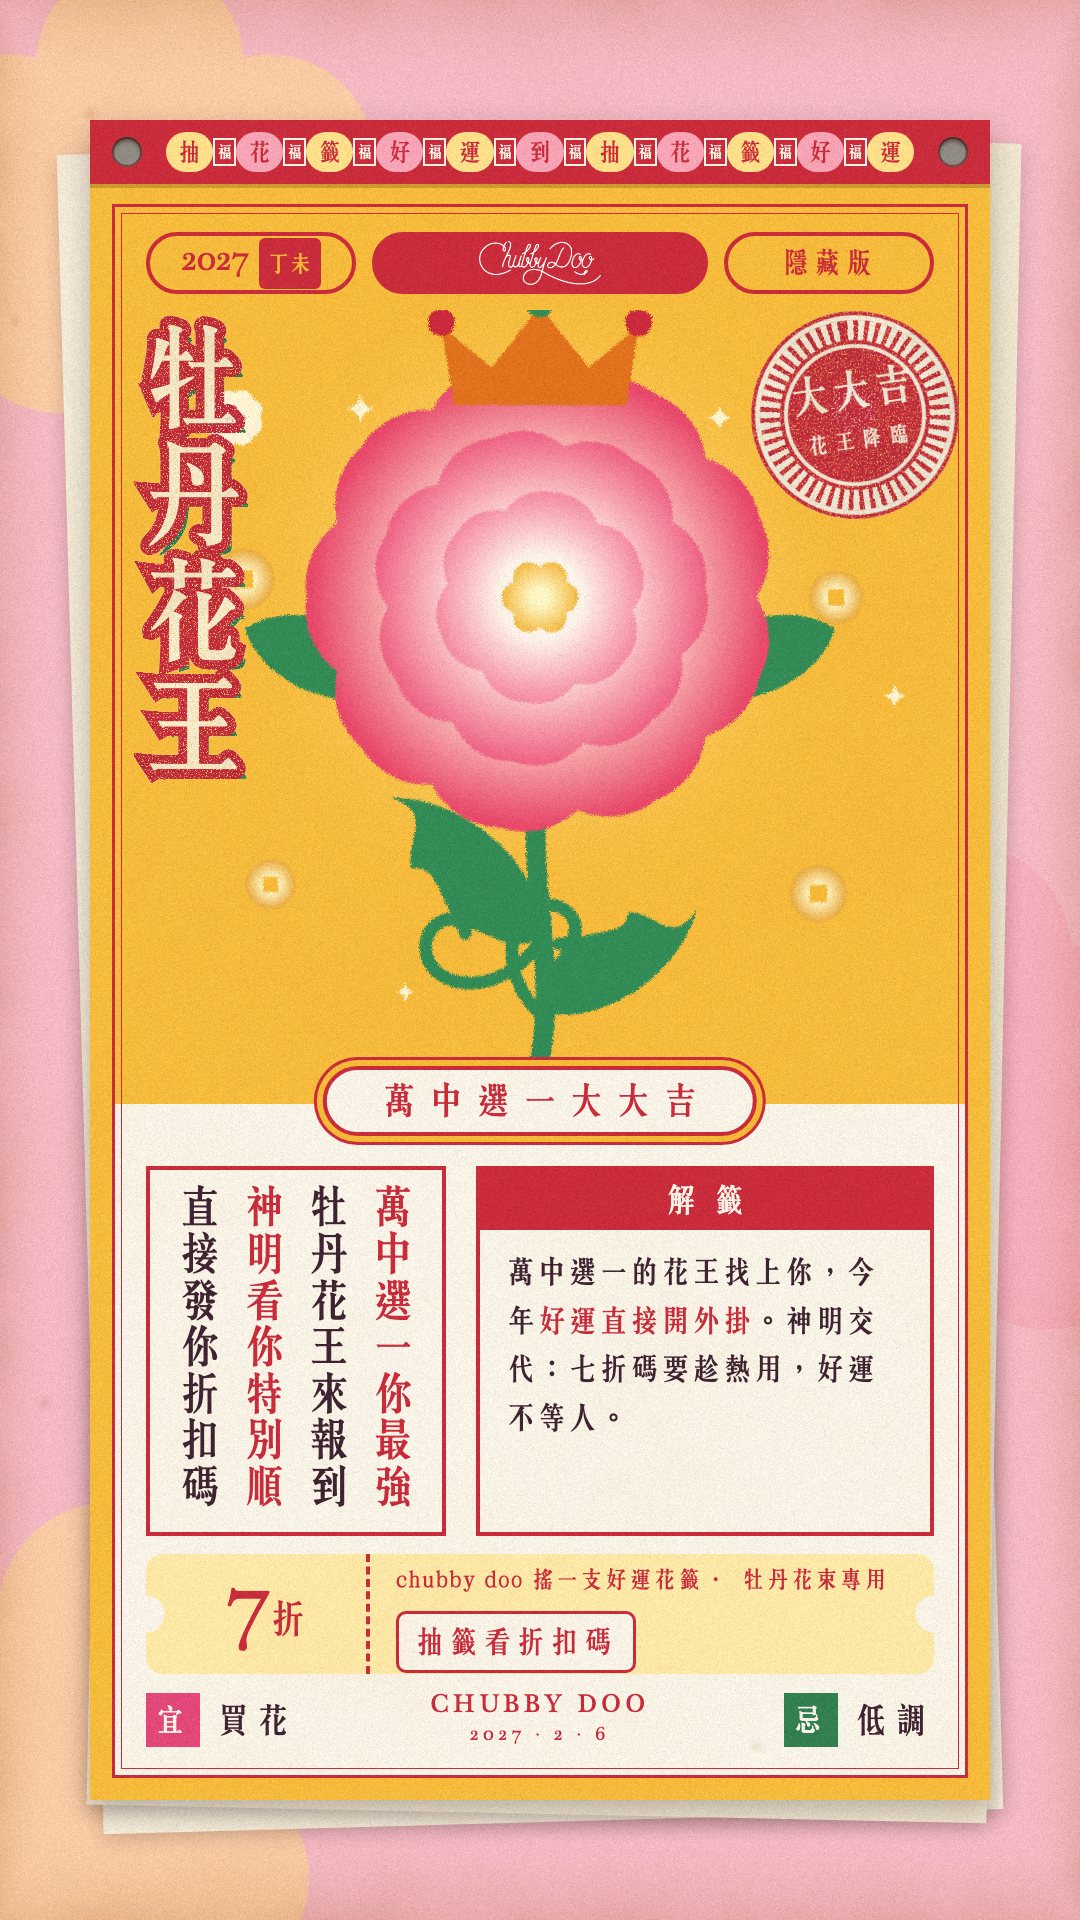 抽福花福籤福好福運福到福抽福花福籤福好福運
2027 丁未
Chubby Doo
隱藏版
牡丹花王
大大吉
花王降臨
萬中選一大大吉
萬中選一你最強
牡丹花王來報到
神明看你特別順
直接發你折扣碼
解籤
萬中選一的花王找上你，今
年好運直接開外掛。神明交
代：七折碼要趁熱用，好運
不等人。
7折
chubby doo 搖一支好運花籤・ 牡丹花束專用
抽籤看折扣碼
宜 買花
CHUBBY DOO
2027 · 2 · 6
忌 低調